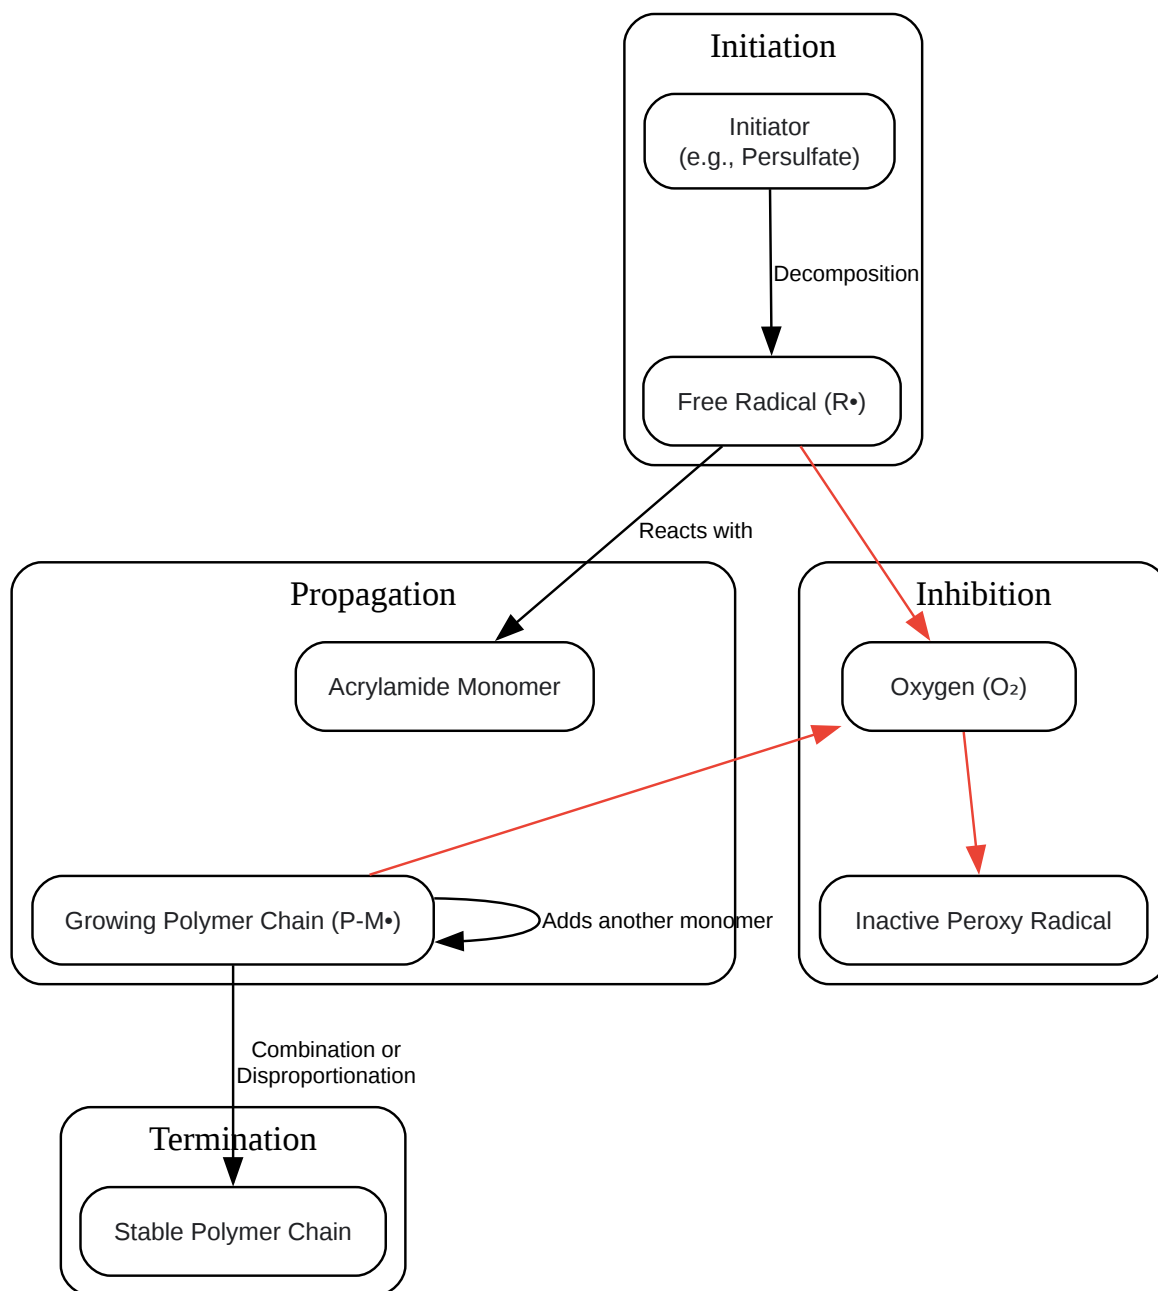 Initiation
Initiator
(e.g., Persulfate)
Decomposition
Free Radical (R•)
Reacts with
Propagation
Inhibition
Acrylamide Monomer
Oxygen (O₂)
Growing Polymer Chain (P-M•)
Adds another monomer
Inactive Peroxy Radical
Combination or
Disproportionation
Termination
Stable Polymer Chain